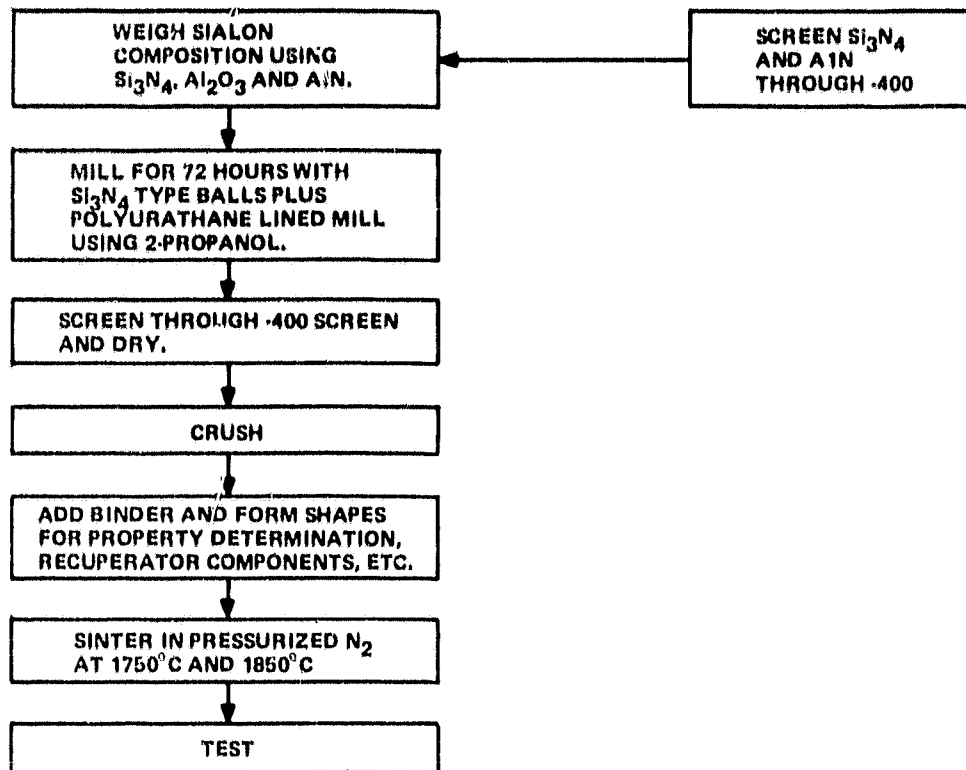 WEIGH SIALON
COMPOSITION USING
Si3N4, Al2O3 AND AlN.
SCREEN Si3N4
AND A1N
THROUGH -400
MILL FOR 72 HOURS WITH
Si3N4 TYPE BALLS PLUS
POLYURATHANE LINED MILL
USING 2-PROPANOL.
SCREEN THROUGH -400 SCREEN
AND DRY.
CRUSH
ADD BINDER AND FORM SHAPES
FOR PROPERTY DETERMINATION,
RECUPERATOR COMPONENTS, ETC.
SINTER IN PRESSURIZED N2
AT 1750°C AND 1850°C
TEST